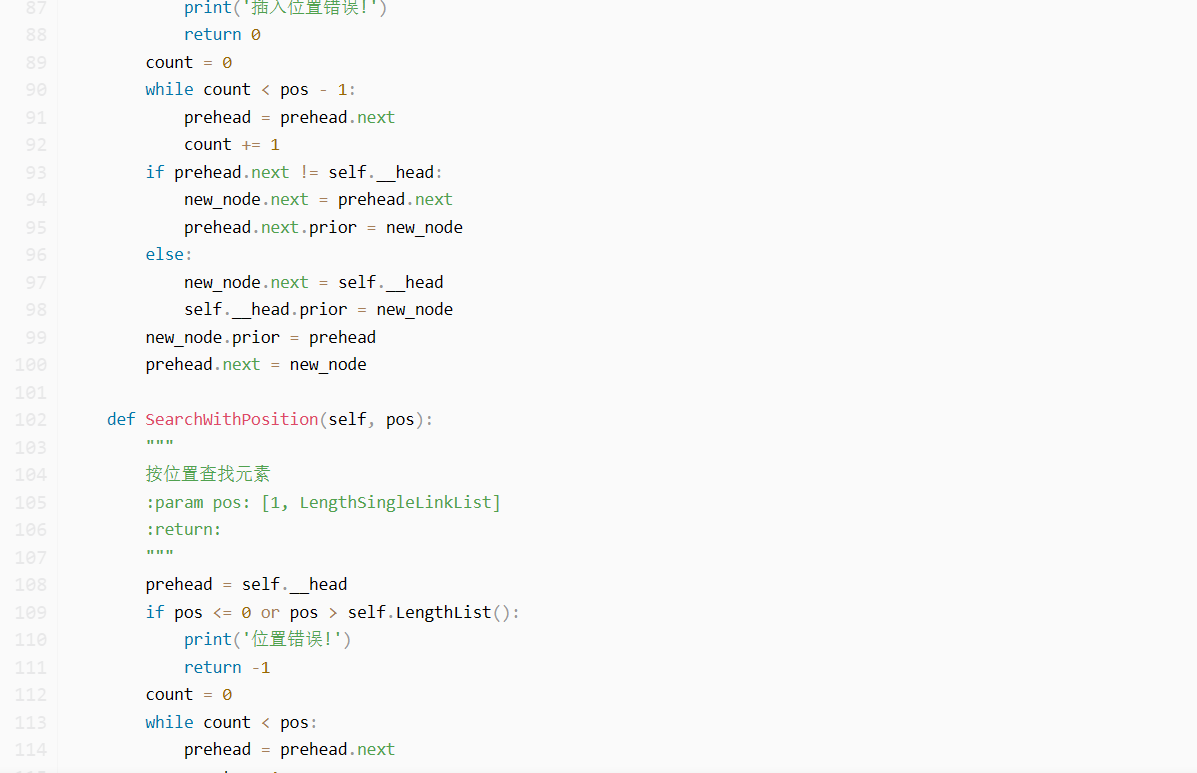 87            print('插入位置错误!')
88            return 0
89        count = 0
90        while count < pos - 1:
91            prehead = prehead.next
92            count += 1
93        if prehead.next != self.__head:
94            new_node.next = prehead.next
95            prehead.next.prior = new_node
96        else:
97            new_node.next = self.__head
98            self.__head.prior = new_node
99        new_node.prior = prehead
100        prehead.next = new_node
101
102    def SearchWithPosition(self, pos):
103        """
104        按位置查找元素
105        :param pos: [1, LengthSingleLinkList]
106        :return:
107        """
108        prehead = self.__head
109        if pos <= 0 or pos > self.LengthList():
110            print('位置错误!')
111            return -1
112        count = 0
113        while count < pos:
114            prehead = prehead.next